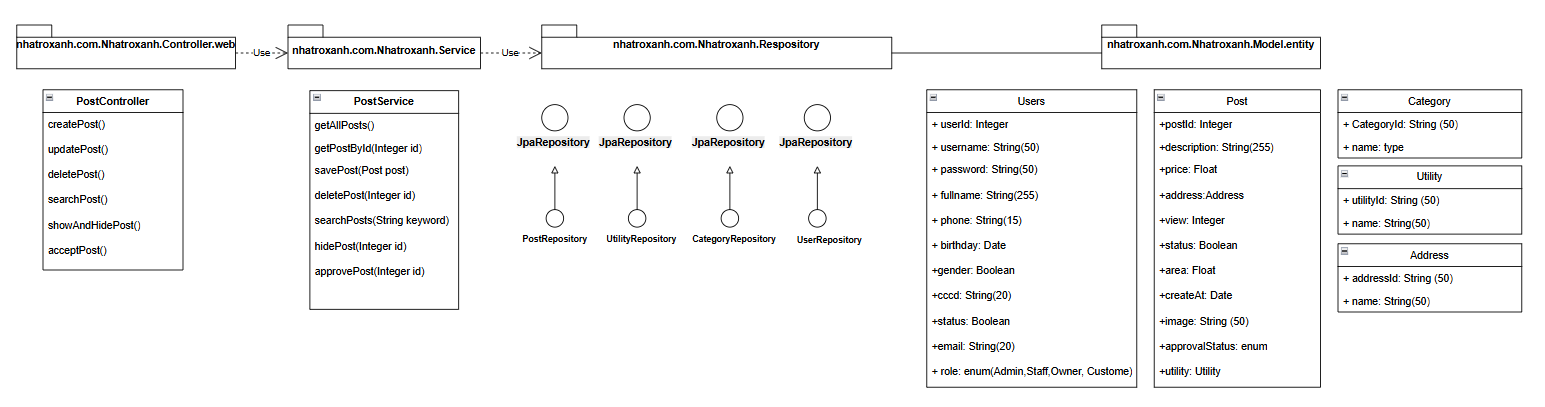 nhatroxanh.com.Nhatroxanh.Controller.web
Use
nhatroxanh.com.Nhatroxanh.Service
Use
nhatroxanh.com.Nhatroxanh.Respository
nhatroxanh.com.Nhatroxanh.Model.entity
PostController
createPost()
updatePost()
deletePost()
searchPost()
showAndHidePost()
acceptPost()
PostService
getAllPosts()
getPostById(Integer id)
savePost(Post post)
deletePost(Integer id)
searchPosts(String keyword)
hidePost(Integer id)
approvePost(Integer id)
JpaRepository
JpaRepository
JpaRepository
JpaRepository
PostRepository
UtilityRepository
CategoryRepository
UserRepository
Users
+ userId: Integer
+ username: String(50)
+ password: String(50)
+ fullname: String(255)
+ phone: String(15)
+ birthday: Date
+gender: Boolean
+cccd: String(20)
+status: Boolean
+email: String(20)
+ role: enum(Admin,Staff,Owner, Custome)
Post
+postId: Integer
+description: String(255)
+price: Float
+address:Address
+view: Integer
+status: Boolean
+area: Float
+createAt: Date
+image: String (50)
+approvalStatus: enum
+utility: Utility
Category
+ CategoryId: String (50)
+ name: type
Utility
+ utilityId: String (50)
+ name: String(50)
Address
+ addressId: String (50)
+ name: String(50)